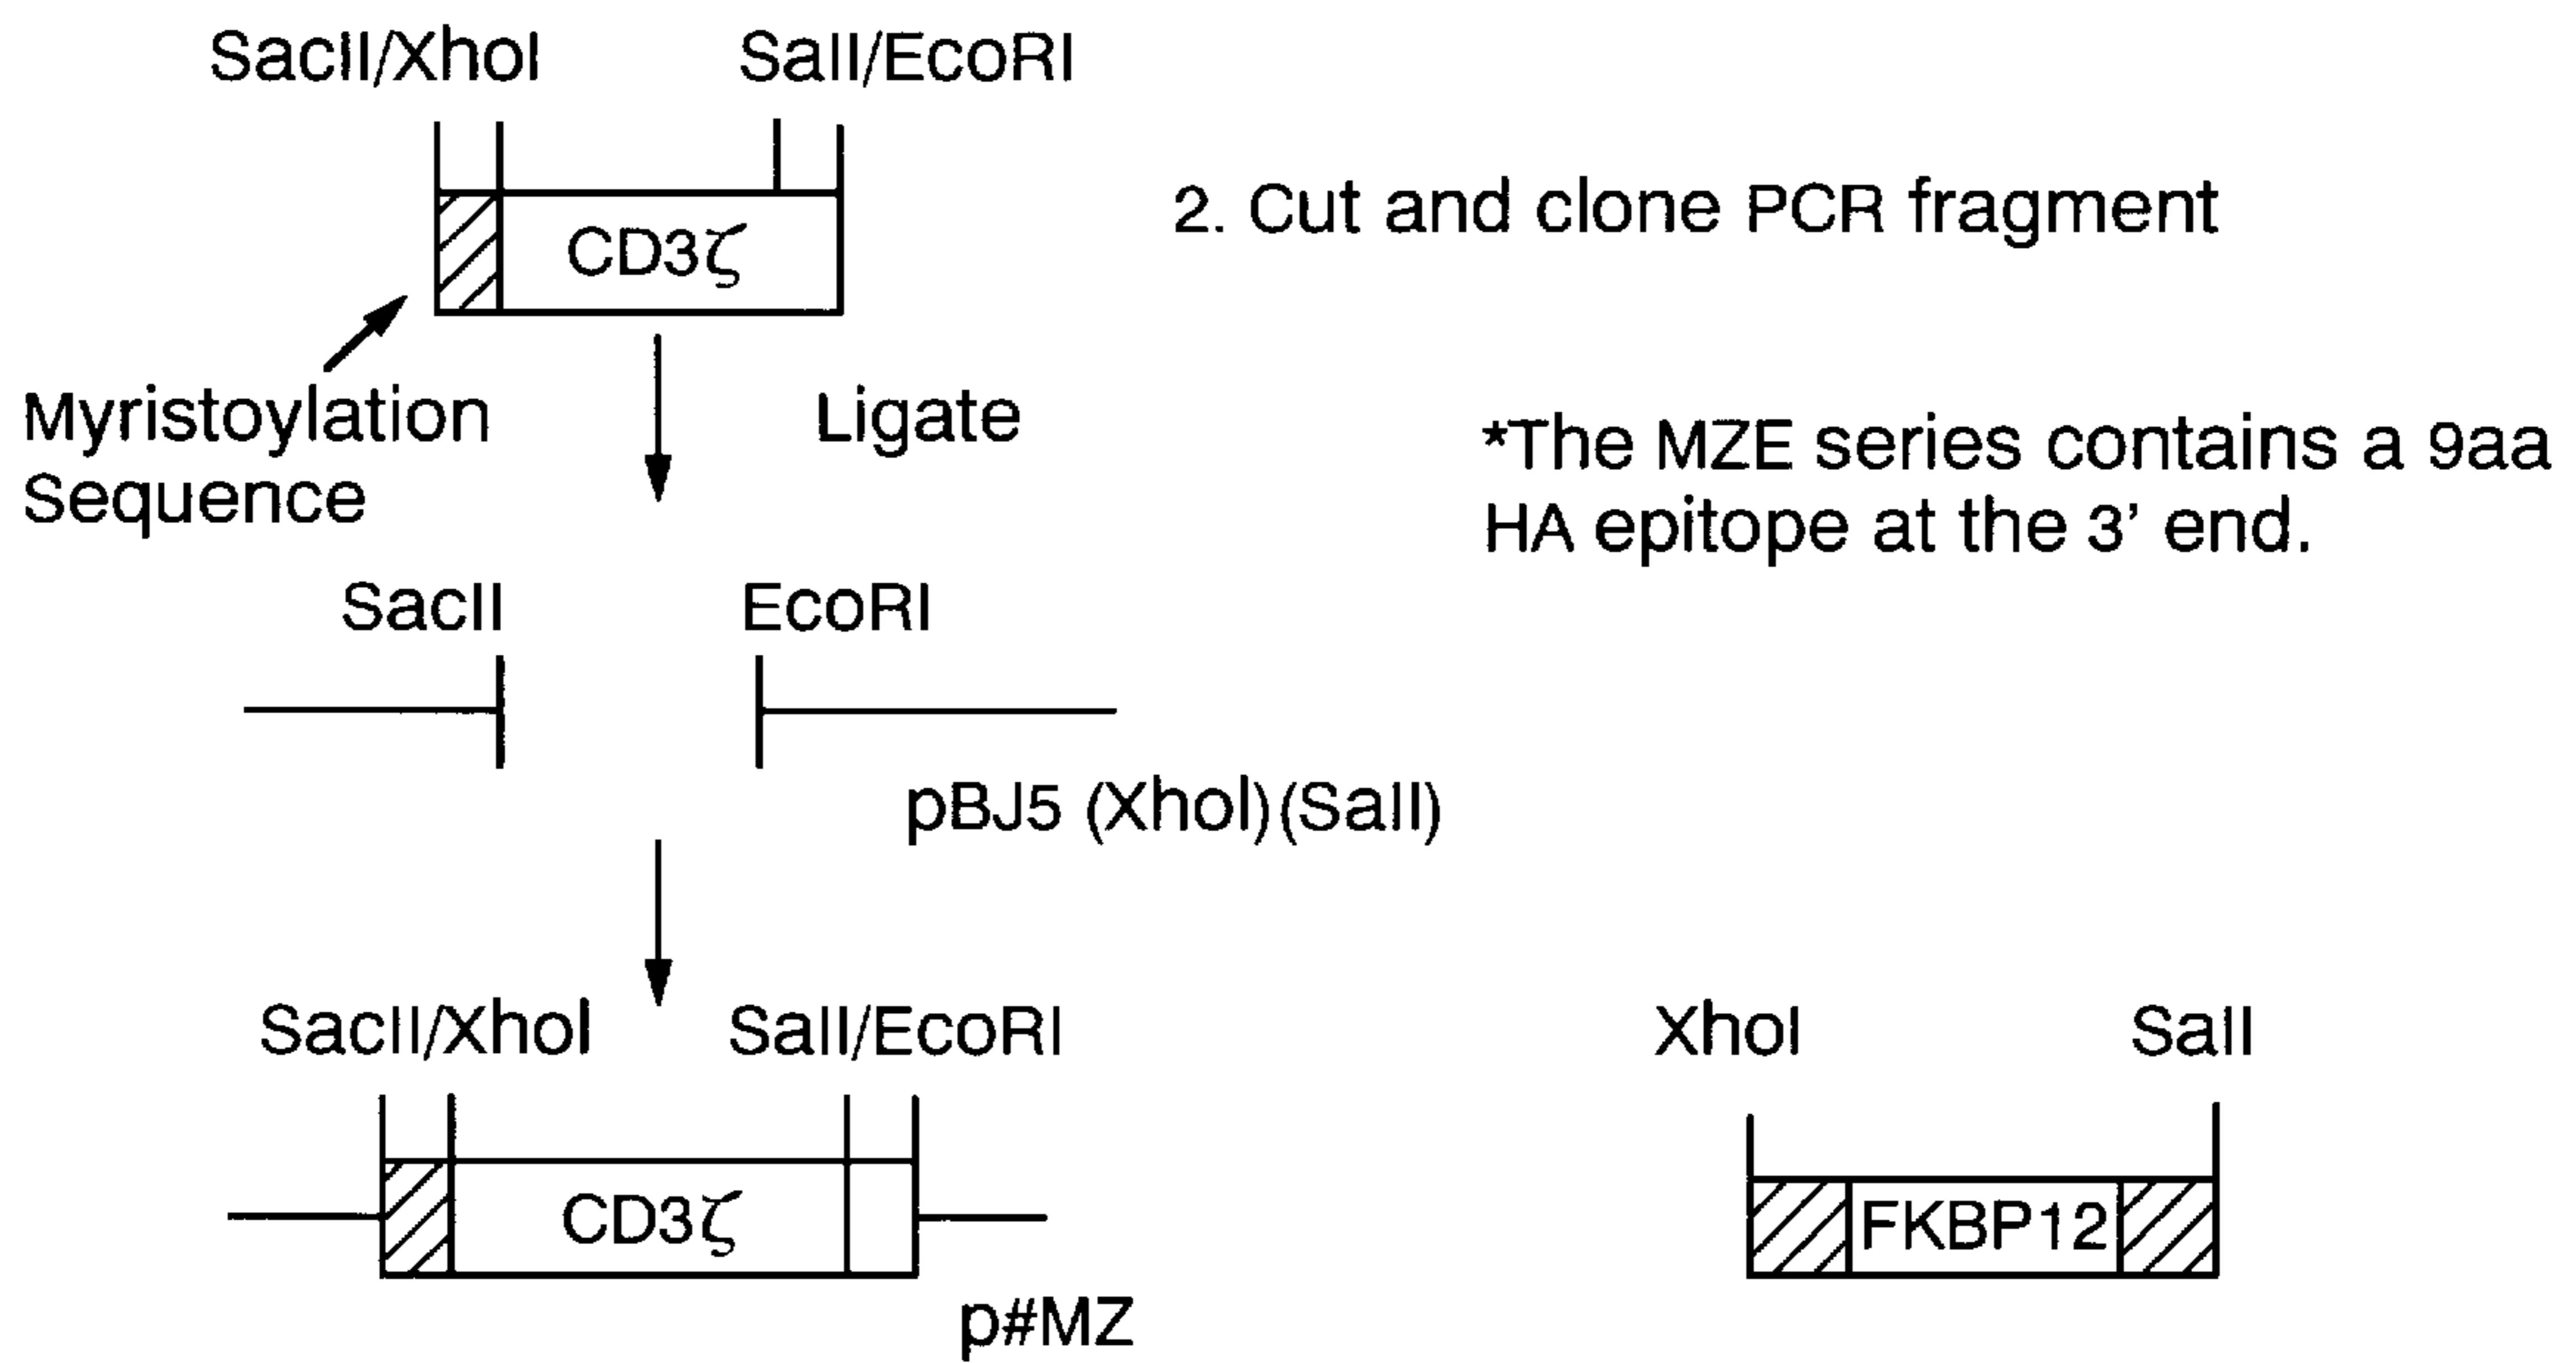 SacII/XhoI
SalI/EcoRI
CD3ζ
2. Cut and clone PCR fragment
Myristoylation
Sequence
Ligate
*The MZE series contains a 9aa
HA epitope at the 3' end.
SacII
EcoRI
pBJ5 (XhoI)(SalI)
SacII/XhoI
SalI/EcoRI
CD3ζ
p#MZ
XhoI
SalI
FKBP12